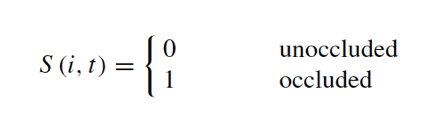 S (i, t) = { 0 unoccluded
1 occluded